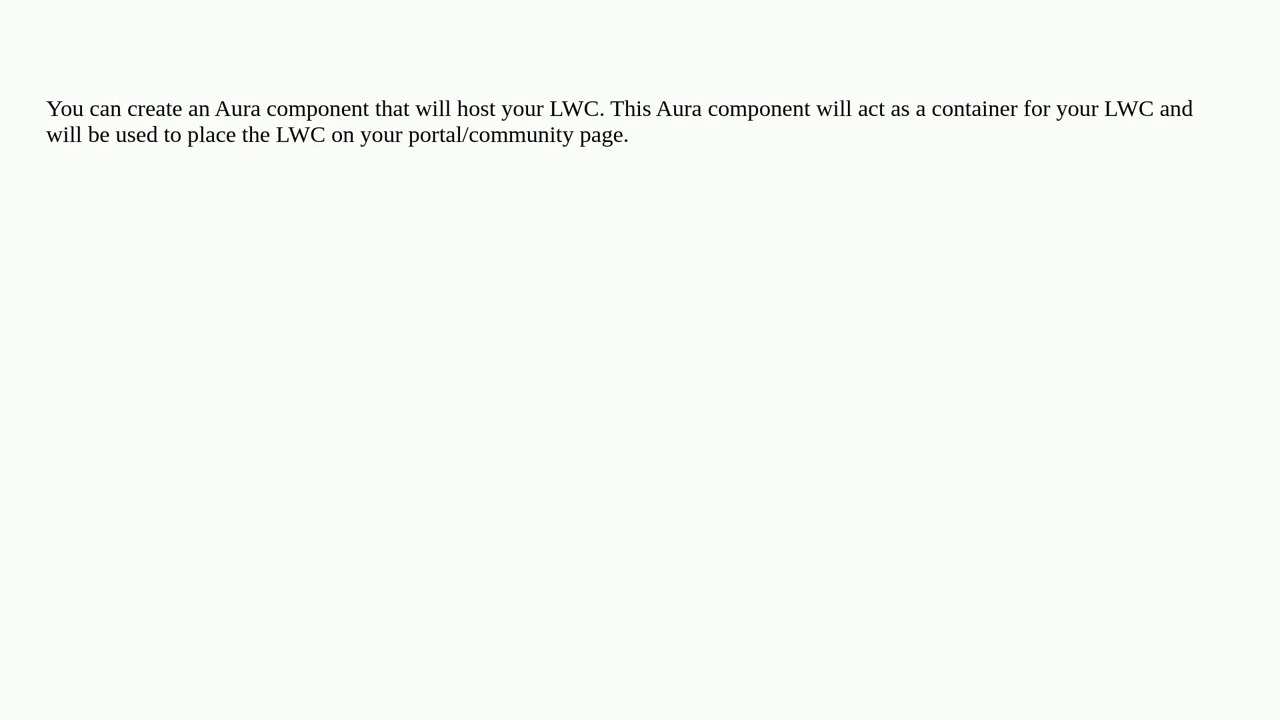 You can create an Aura component that will host your LWC. This Aura component will act as a container for your LWC and
will be used to place the LWC on your portal/community page.